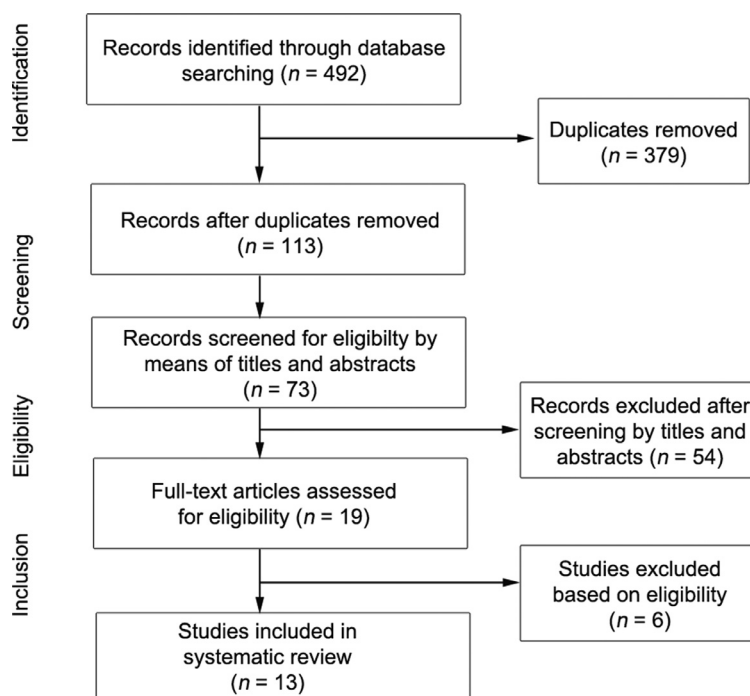 Identification
Records identified through database
searching (n = 492)
Duplicates removed
(n = 379)
Screening
Records after duplicates removed
(n = 113)
Records screened for eligibilty by
means of titles and abstracts
(n = 73)
Eligibility
Records excluded after
screening by titles and
abstracts (n = 54)
Full-text articles assessed
for eligibility (n = 19)
Inclusion
Studies excluded
based on eligibility
(n = 6)
Studies included in
systematic review
(n = 13)